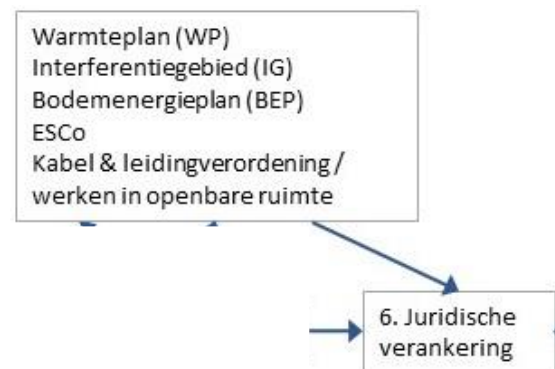 Warmteplan (WP)
Interferentiegebied (IG)
Bodemenergieplan (BEP)
ESCo
Kabel & leidingverordening /
werken in openbare ruimte
6. Juridische
verankering